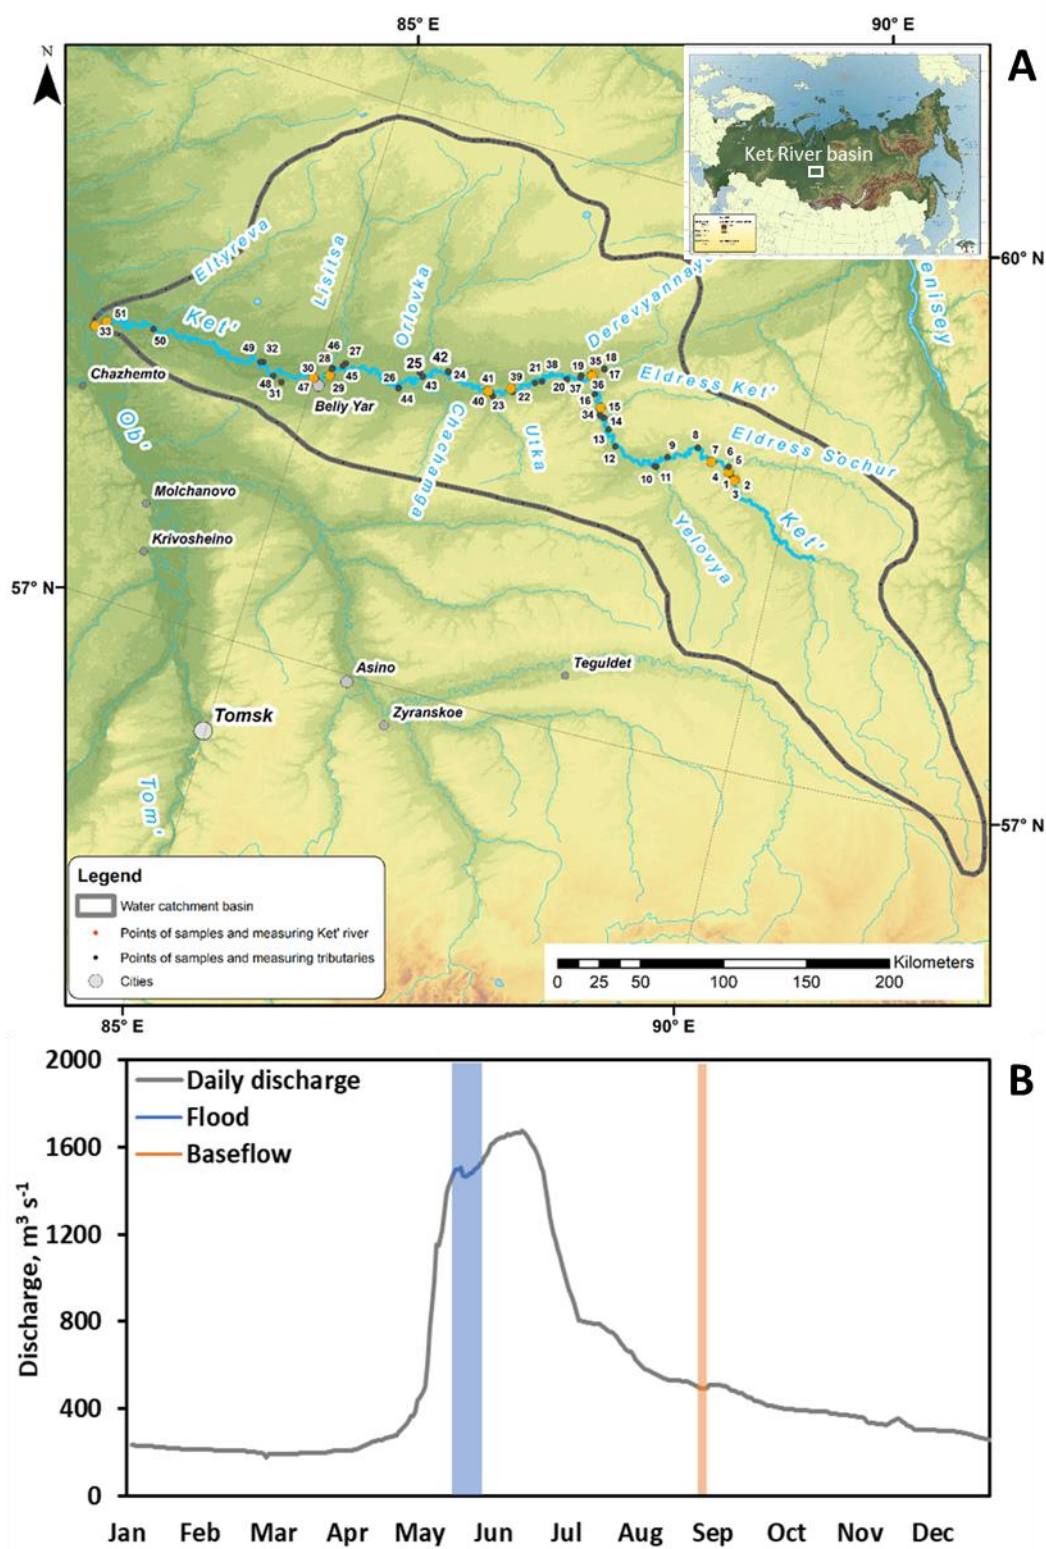 85° E
90° E
N
A
Ket River basin
60° N
Eltyreva
Lisitsa
Orlovka
Derevyannaya
enisey
51
33
Ket'
50
49
32
46
28
27
30
48
31
47
29
45
25
42
26
43
24
44
41
39
40
23
22
21
38
20
37
19
35
18
17
36
16
15
34
14
13
12
Eldress Ket'
Chazhemto
Beliy Yar
Ob'
Chachamga
Utka
8
9
7
6
5
10
11
4
1
2
3
Eldress Sochur
Molchanovo
Krivosheino
Yelovya
Ket'
57° N
Asino
Teguldet
Tomsk
Zyranskoe
Tom'
57° N
Legend
Water catchment basin
Points of samples and measuring Ket' river
Points of samples and measuring tributaries
Cities
Kilometers
0 25 50 100 150 200
85° E
90° E
B
2000
1600
1200
800
400
0
Discharge, m³ s⁻¹
Daily discharge
Flood
Baseflow
Jan Feb Mar Apr May Jun Jul Aug Sep Oct Nov Dec